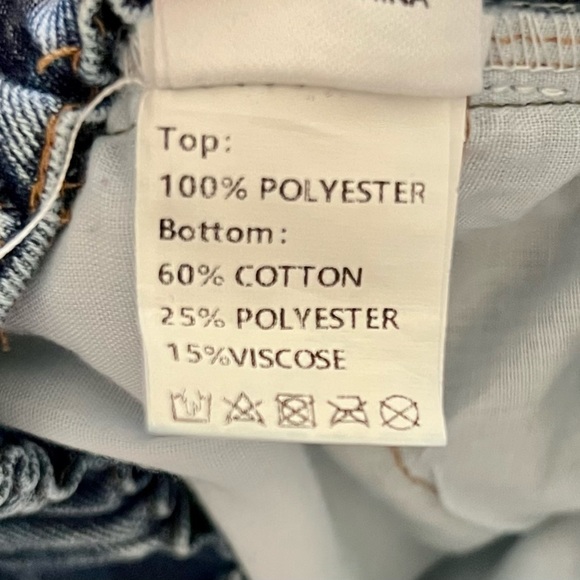 Top:
100% POLYESTER
Bottom:
60% COTTON
25% POLYESTER
15%VISCOSE